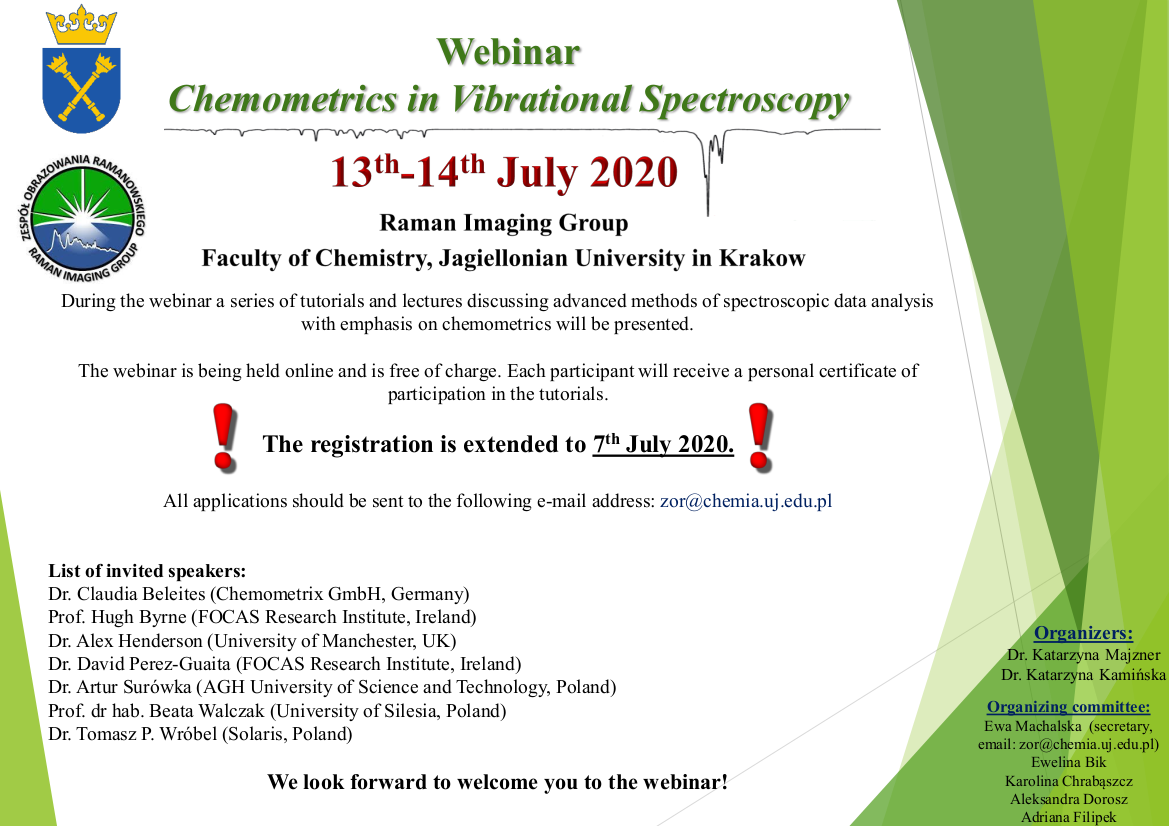 Webinar
Chemometrics in Vibrational Spectroscopy
13th-14th July 2020
Raman Imaging Group
Faculty of Chemistry, Jagiellonian University in Krakow
ZESPÓŁ OBRAZOWANIA RAMANOWSKIEGO
RAMAN IMAGING GROUP
During the webinar a series of tutorials and lectures discussing advanced methods of spectroscopic data analysis
with emphasis on chemometrics will be presented.
The webinar is being held online and is free of charge. Each participant will receive a personal certificate of
participation in the tutorials.
The registration is extended to 7th July 2020.
All applications should be sent to the following e-mail address: zor@chemia.uj.edu.pl
List of invited speakers:
Dr. Claudia Beleites (Chemometrix GmbH, Germany)
Prof. Hugh Byrne (FOCAS Research Institute, Ireland)
Dr. Alex Henderson (University of Manchester, UK)
Dr. David Perez-Guaita (FOCAS Research Institute, Ireland)
Dr. Artur Surówka (AGH University of Science and Technology, Poland)
Prof. dr hab. Beata Walczak (University of Silesia, Poland)
Dr. Tomasz P. Wróbel (Solaris, Poland)
We look forward to welcome you to the webinar!
Organizers:
Dr. Katarzyna Majzner
Dr. Katarzyna Kamińska
Organizing committee:
Ewa Machalska (secretary,
email: zor@chemia.uj.edu.pl)
Ewelina Bik
Karolina Chrabąszcz
Aleksandra Dorosz
Adriana Filipek